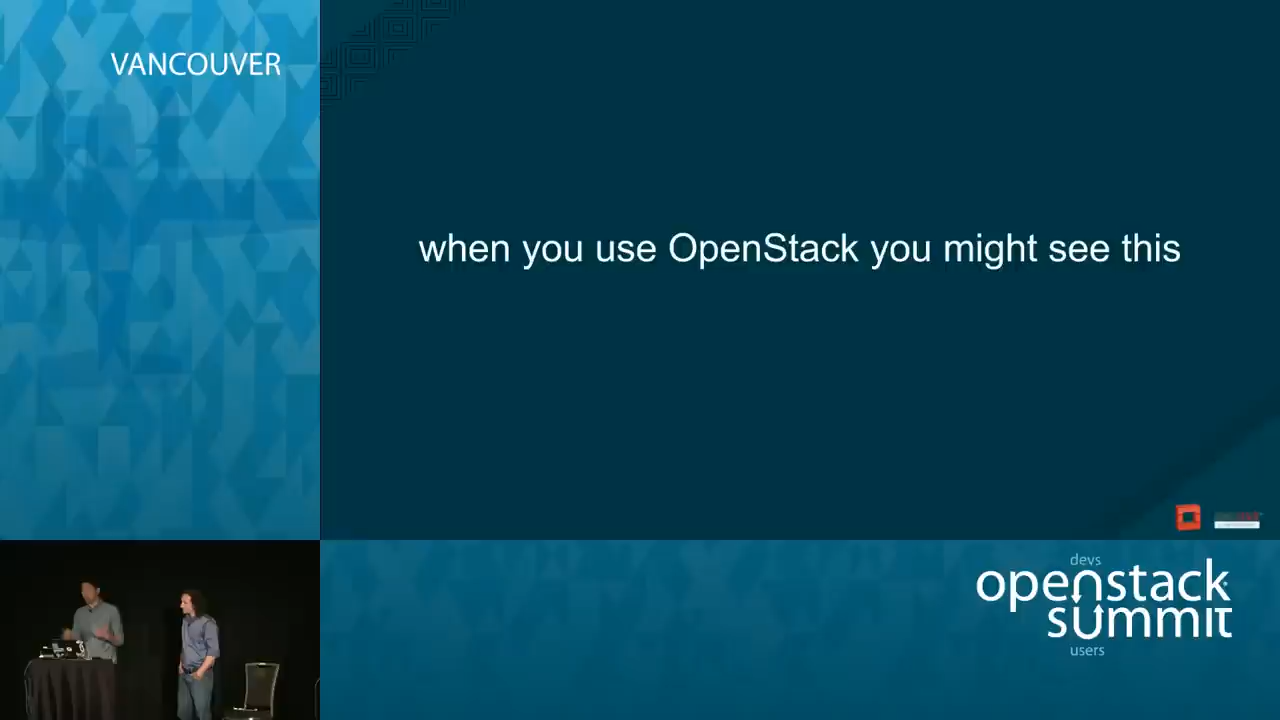 VANCOUVER
when you use OpenStack you might see this
devs
openstack
summit
users